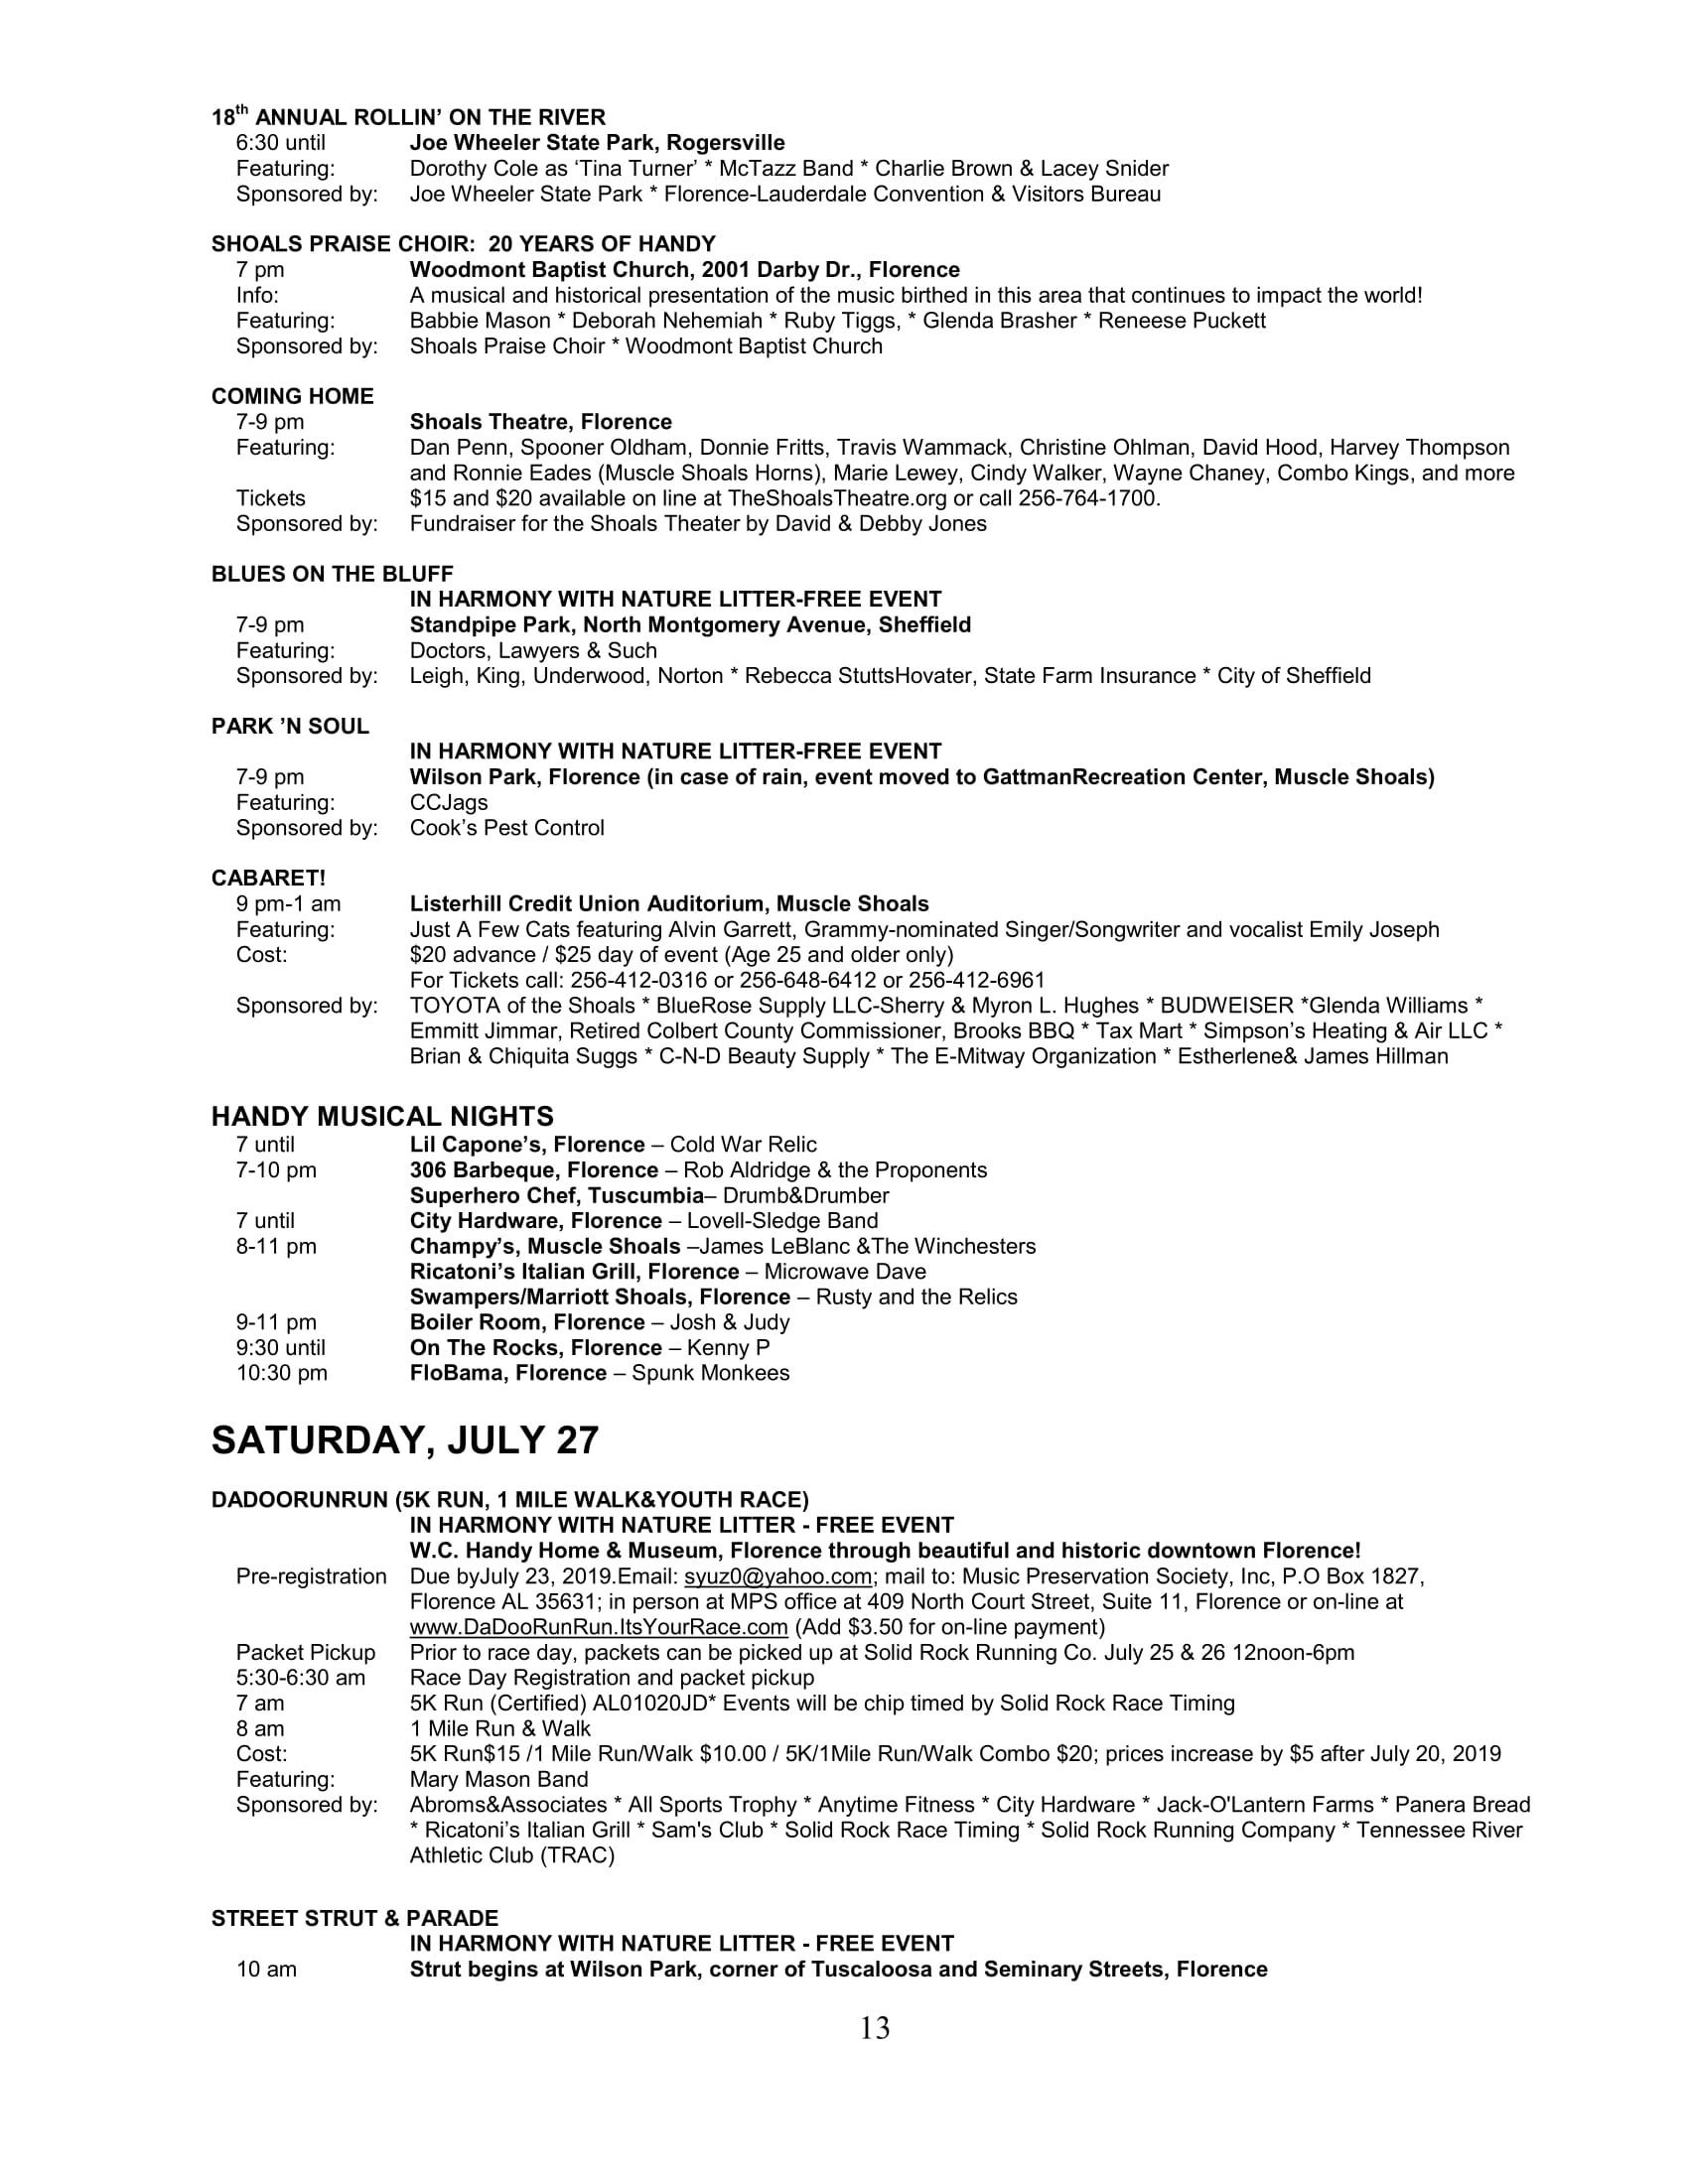 18th ANNUAL ROLLIN’ ON THE RIVER
6:30 until Joe Wheeler State Park, Rogersville
Featuring: Dorothy Cole as ‘Tina Turner’ * McTazz Band * Charlie Brown & Lacey Snider
Sponsored by: Joe Wheeler State Park * Florence-Lauderdale Convention & Visitors Bureau
SHOALS PRAISE CHOIR: 20 YEARS OF HANDY
7 pm Woodmont Baptist Church, 2001 Darby Dr., Florence
Info: A musical and historical presentation of the music birthed in this area that continues to impact the world!
Featuring: Babbie Mason * Deborah Nehemiah * Ruby Tiggs, * Glenda Brasher * Reneese Puckett
Sponsored by: Shoals Praise Choir * Woodmont Baptist Church
COMING HOME
7-9 pm Shoals Theatre, Florence
Featuring: Dan Penn, Spooner Oldham, Donnie Fritts, Travis Wammack, Christine Ohlman, David Hood, Harvey Thompson
and Ronnie Eades (Muscle Shoals Horns), Marie Lewey, Cindy Walker, Wayne Chaney, Combo Kings, and more
Tickets $15 and $20 available on line at TheShoalsTheatre.org or call 256-764-1700.
Sponsored by: Fundraiser for the Shoals Theater by David & Debby Jones
BLUES ON THE BLUFF
IN HARMONY WITH NATURE LITTER-FREE EVENT
7-9 pm Standpipe Park, North Montgomery Avenue, Sheffield
Featuring: Doctors, Lawyers & Such
Sponsored by: Leigh, King, Underwood, Norton * Rebecca StuttsHovater, State Farm Insurance * City of Sheffield
PARK ’N SOUL
IN HARMONY WITH NATURE LITTER-FREE EVENT
7-9 pm Wilson Park, Florence (in case of rain, event moved to GattmanRecreation Center, Muscle Shoals)
Featuring: CCJags
Sponsored by: Cook’s Pest Control
CABARET!
9 pm-1 am Listerhill Credit Union Auditorium, Muscle Shoals
Featuring: Just A Few Cats featuring Alvin Garrett, Grammy-nominated Singer/Songwriter and vocalist Emily Joseph
Cost: $20 advance / $25 day of event (Age 25 and older only)
For Tickets call: 256-412-0316 or 256-648-6412 or 256-412-6961
Sponsored by: TOYOTA of the Shoals * BlueRose Supply LLC-Sherry & Myron L. Hughes * BUDWEISER *Glenda Williams *
Emmitt Jimmar, Retired Colbert County Commissioner, Brooks BBQ * Tax Mart * Simpson’s Heating & Air LLC *
Brian & Chiquita Suggs * C-N-D Beauty Supply * The E-Mitway Organization * Estherlene& James Hillman
HANDY MUSICAL NIGHTS
7 until Lil Capone’s, Florence – Cold War Relic
7-10 pm 306 Barbeque, Florence – Rob Aldridge & the Proponents
Superhero Chef, Tuscumbia– Drumb&Drumber
7 until City Hardware, Florence – Lovell-Sledge Band
8-11 pm Champy’s, Muscle Shoals –James LeBlanc &The Winchesters
Ricatoni’s Italian Grill, Florence – Microwave Dave
Swampers/Marriott Shoals, Florence – Rusty and the Relics
9-11 pm Boiler Room, Florence – Josh & Judy
9:30 until On The Rocks, Florence – Kenny P
10:30 pm FloBama, Florence – Spunk Monkees
SATURDAY, JULY 27
DADOORUNRUN (5K RUN, 1 MILE WALK&YOUTH RACE)
IN HARMONY WITH NATURE LITTER - FREE EVENT
W.C. Handy Home & Museum, Florence through beautiful and historic downtown Florence!
Pre-registration Due byJuly 23, 2019.Email: syuz0@yahoo.com; mail to: Music Preservation Society, Inc, P.O Box 1827,
Florence AL 35631; in person at MPS office at 409 North Court Street, Suite 11, Florence or on-line at
www.DaDooRunRun.ItsYourRace.com (Add $3.50 for on-line payment)
Packet Pickup Prior to race day, packets can be picked up at Solid Rock Running Co. July 25 & 26 12noon-6pm
5:30-6:30 am Race Day Registration and packet pickup
7 am 5K Run (Certified) AL01020JD* Events will be chip timed by Solid Rock Race Timing
8 am 1 Mile Run & Walk
Cost: 5K Run$15 /1 Mile Run/Walk $10.00 / 5K/1Mile Run/Walk Combo $20; prices increase by $5 after July 20, 2019
Featuring: Mary Mason Band
Sponsored by: Abroms&Associates * All Sports Trophy * Anytime Fitness * City Hardware * Jack-O'Lantern Farms * Panera Bread
* Ricatoni’s Italian Grill * Sam's Club * Solid Rock Race Timing * Solid Rock Running Company * Tennessee River
Athletic Club (TRAC)
STREET STRUT & PARADE
IN HARMONY WITH NATURE LITTER - FREE EVENT
10 am Strut begins at Wilson Park, corner of Tuscaloosa and Seminary Streets, Florence
13